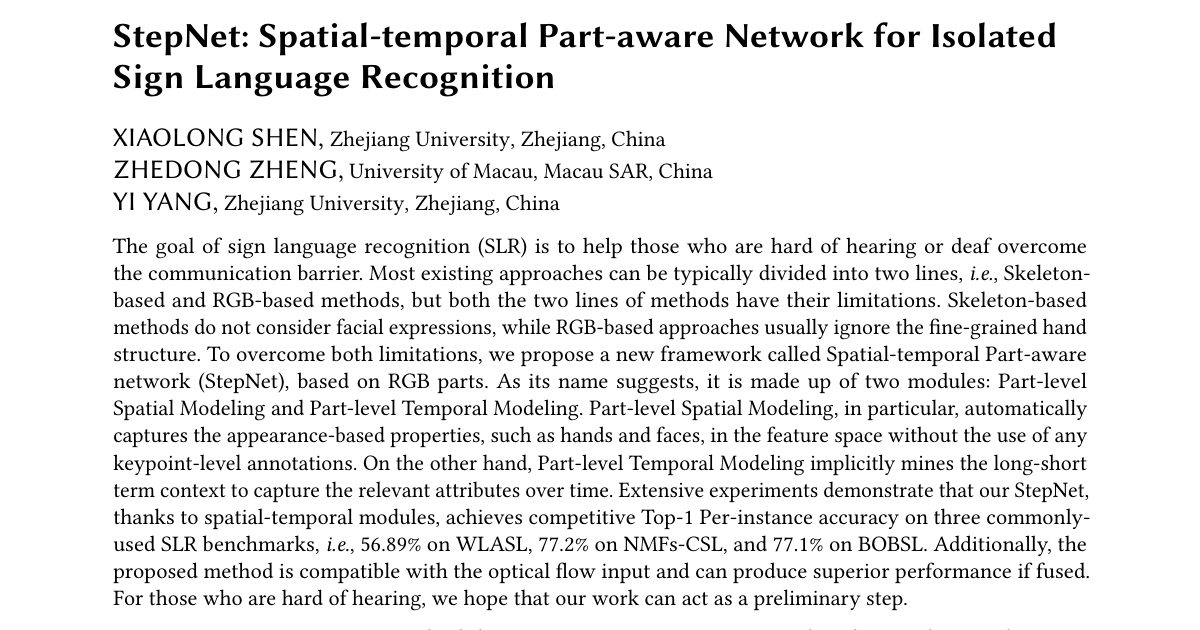 StepNet: Spatial-temporal Part-aware Network for Isolated
Sign Language Recognition
XIAOLONG SHEN, Zhejiang University, Zhejiang, China
ZHEDONG ZHENG, University of Macau, Macau SAR, China
YI YANG, Zhejiang University, Zhejiang, China
The goal of sign language recognition (SLR) is to help those who are hard of hearing or deaf overcome
the communication barrier. Most existing approaches can be typically divided into two lines, i.e., Skeleton-
based and RGB-based methods, but both the two lines of methods have their limitations. Skeleton-based
methods do not consider facial expressions, while RGB-based approaches usually ignore the fine-grained hand
structure. To overcome both limitations, we propose a new framework called Spatial-temporal Part-aware
network (StepNet), based on RGB parts. As its name suggests, it is made up of two modules: Part-level
Spatial Modeling and Part-level Temporal Modeling. Part-level Spatial Modeling, in particular, automatically
captures the appearance-based properties, such as hands and faces, in the feature space without the use of any
keypoint-level annotations. On the other hand, Part-level Temporal Modeling implicitly mines the long-short
term context to capture the relevant attributes over time. Extensive experiments demonstrate that our StepNet,
thanks to spatial-temporal modules, achieves competitive Top-1 Per-instance accuracy on three commonly-
used SLR benchmarks, i.e., 56.89% on WLASL, 77.2% on NMFs-CSL, and 77.1% on BOBSL. Additionally, the
proposed method is compatible with the optical flow input and can produce superior performance if fused.
For those who are hard of hearing, we hope that our work can act as a preliminary step.